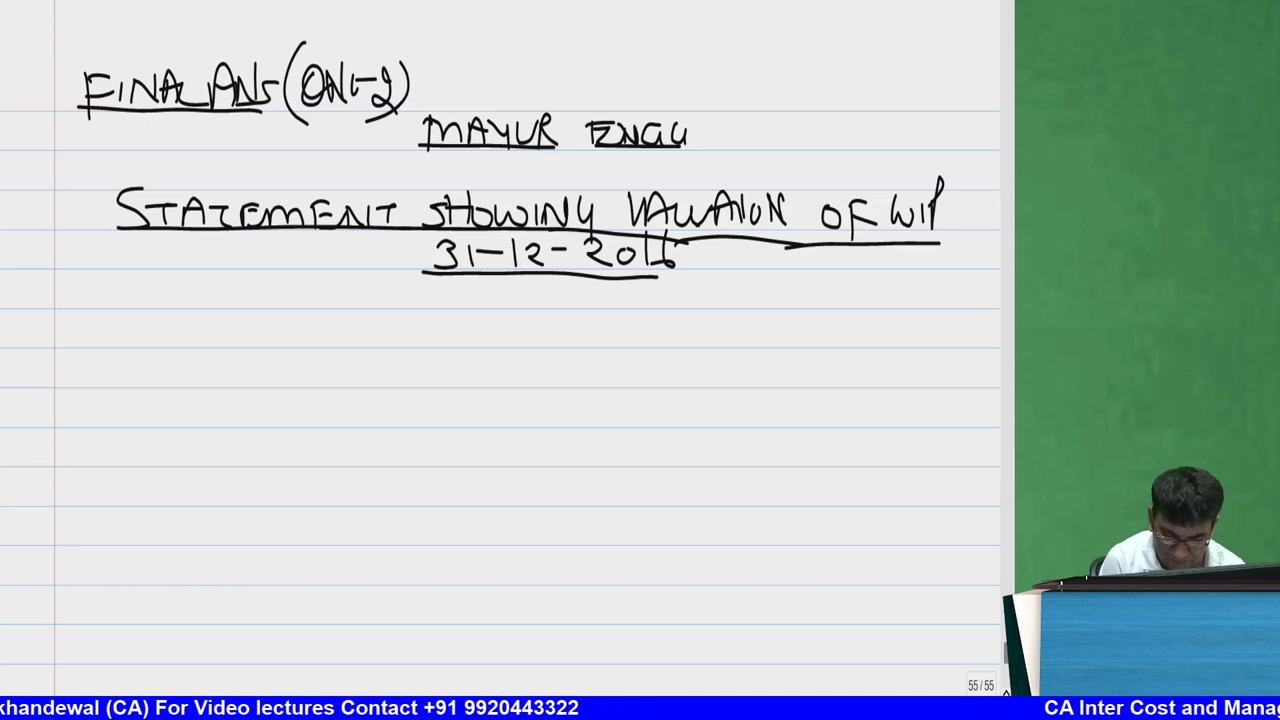 FINAL ANS (QN-2)
MAYUR ENGG
STATEMENT SHOWING VALUATION OF WIP
31-12-2016
55/55
khandewal (CA) For Video lectures Contact +91 9920443322
CA Inter Cost and Manag